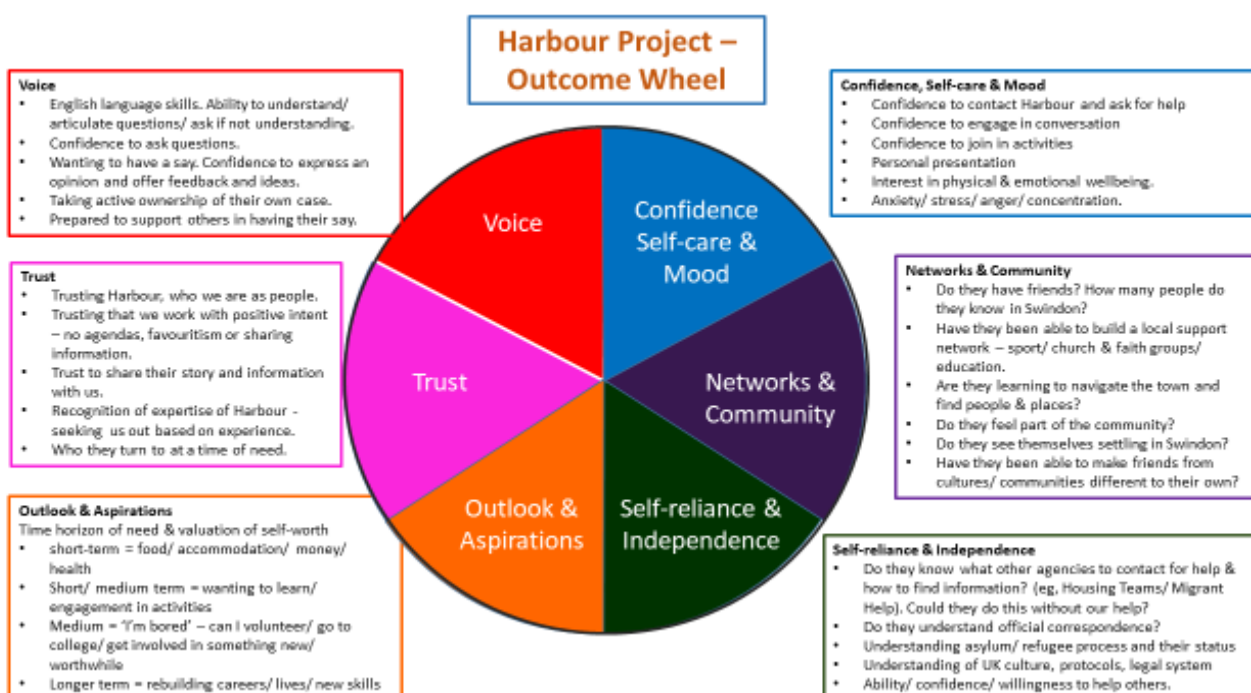 Harbour Project –
Outcome Wheel
Voice
• English language skills. Ability to understand/
articulate questions/ ask if not understanding.
• Confidence to ask questions.
• Wanting to have a say. Confidence to express an
opinion and offer feedback and ideas.
• Taking active ownership of their own case.
• Prepared to support others in having their say.
Trust
• Trusting Harbour, who we are as people.
• Trusting that we work with positive intent
– no agendas, favouritism or sharing
information.
• Trust to share their story and information
with us.
• Recognition of expertise of Harbour -
seeking us out based on experience.
• Who they turn to at a time of need.
Outlook & Aspirations
Time horizon of need & valuation of self-worth
• short-term = food/ accommodation/ money/
health
• Short/ medium term = wanting to learn/
engagement in activities
• Medium = ‘I’m bored’ – can I volunteer/ go to
college/ get involved in something new/
worthwhile
• Longer term = rebuilding careers/ lives/ new skills
Voice
Confidence
Self-care &
Mood
Trust
Networks &
Community
Outlook &
Aspirations
Self-reliance &
Independence
Confidence, Self-care & Mood
• Confidence to contact Harbour and ask for help
• Confidence to engage in conversation
• Confidence to join in activities
• Personal presentation
• Interest in physical & emotional wellbeing.
• Anxiety/ stress/ anger/ concentration.
Networks & Community
• Do they have friends? How many people do
they know in Swindon?
• Have they been able to build a local support
network – sport/ church & faith groups/
education.
• Are they learning to navigate the town and
find people & places?
• Do they feel part of the community?
• Do they see themselves settling in Swindon?
• Have they been able to make friends from
cultures/ communities different to their own?
Self-reliance & Independence
• Do they know what other agencies to contact for help &
how to find information? (eg, Housing Teams/ Migrant
Help). Could they do this without our help?
• Do they understand official correspondence?
• Understanding asylum/ refugee process and their status
• Understanding of UK culture, protocols, legal system
• Ability/ confidence/ willingness to help others.